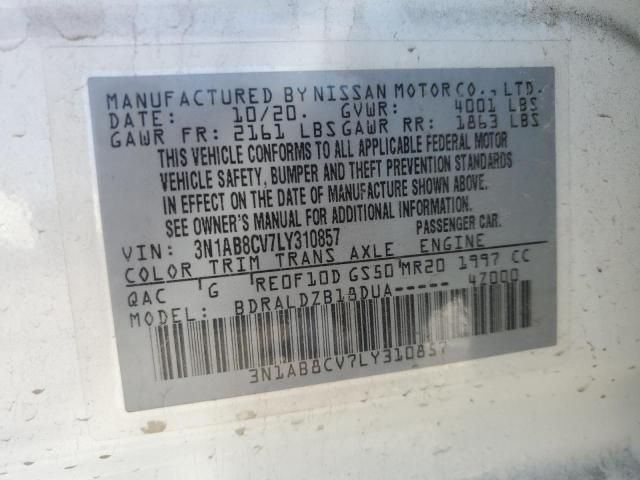 MANUFACTURED BY NISSAN MOTOR CO., LTD.
DATE: 10/20. GVWR: 4001 LBS
GAWR FR: 2161 LBS GAWR RR: 1863 LBS
THIS VEHICLE CONFORMS TO ALL APPLICABLE FEDERAL MOTOR
VEHICLE SAFETY, BUMPER AND THEFT PREVENTION STANDARDS
IN EFFECT ON THE DATE OF MANUFACTURE SHOWN ABOVE.
SEE OWNER'S MANUAL FOR ADDITIONAL INFORMATION.
VIN: 3N1AB8CV7LY310857 PASSENGER CAR.
COLOR TRIM TRANS AXLE ENGINE
QAC G RE0F10D GS50 MR20 1997 CC
MODEL: BDRALDZB18DUA----- 47000
3N1AB8CV7LY310857